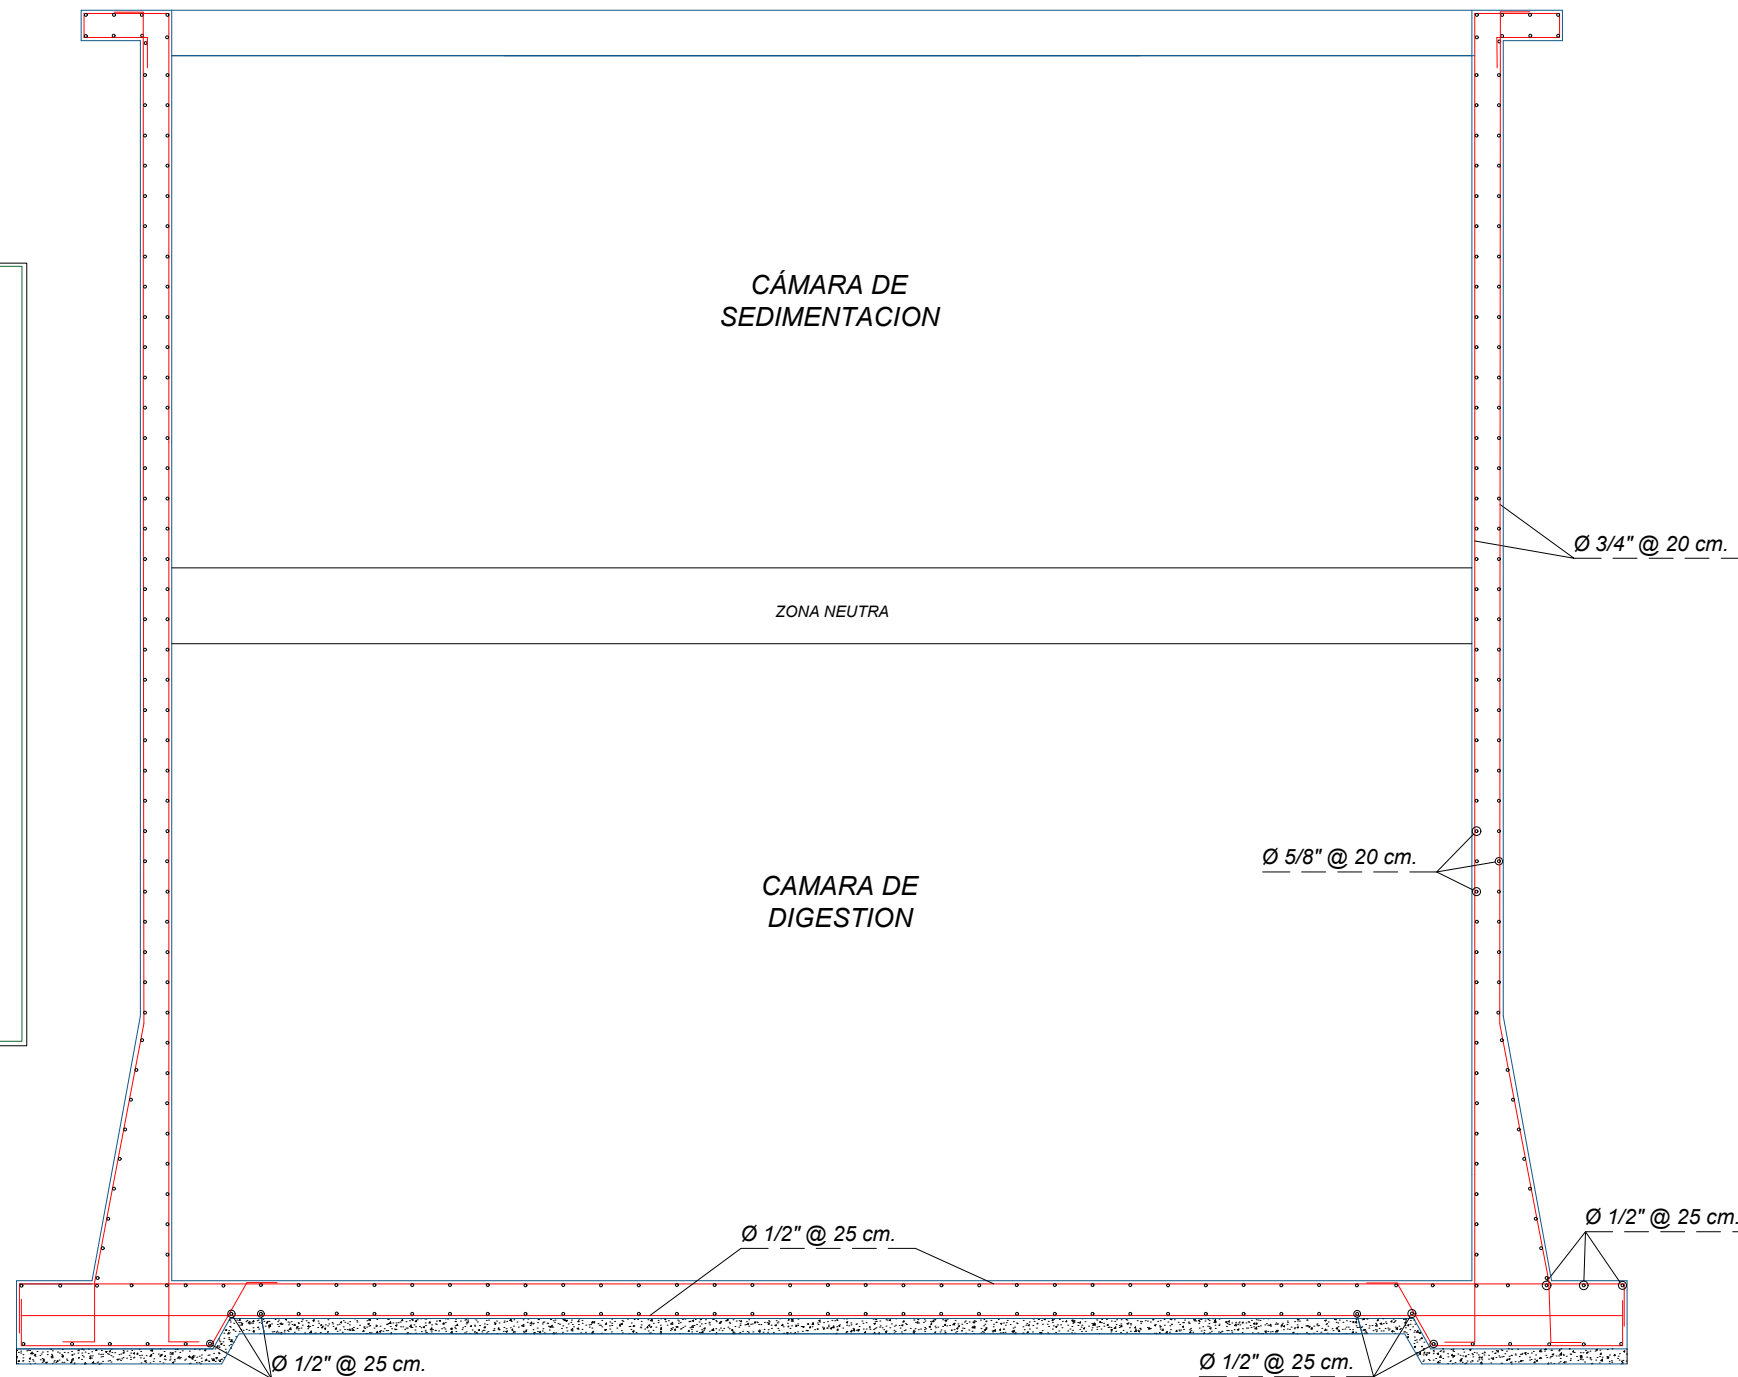 CÁMARA DE
SEDIMENTACION
Ø 3/4" @ 20 cm.
ZONA NEUTRA
Ø 5/8" @ 20 cm.
CAMARA DE
DIGESTION
Ø 1/2" @ 25 cm.
Ø 1/2" @ 25 cm.
Ø 1/2" @ 25 cm.
Ø 1/2" @ 25 cm.